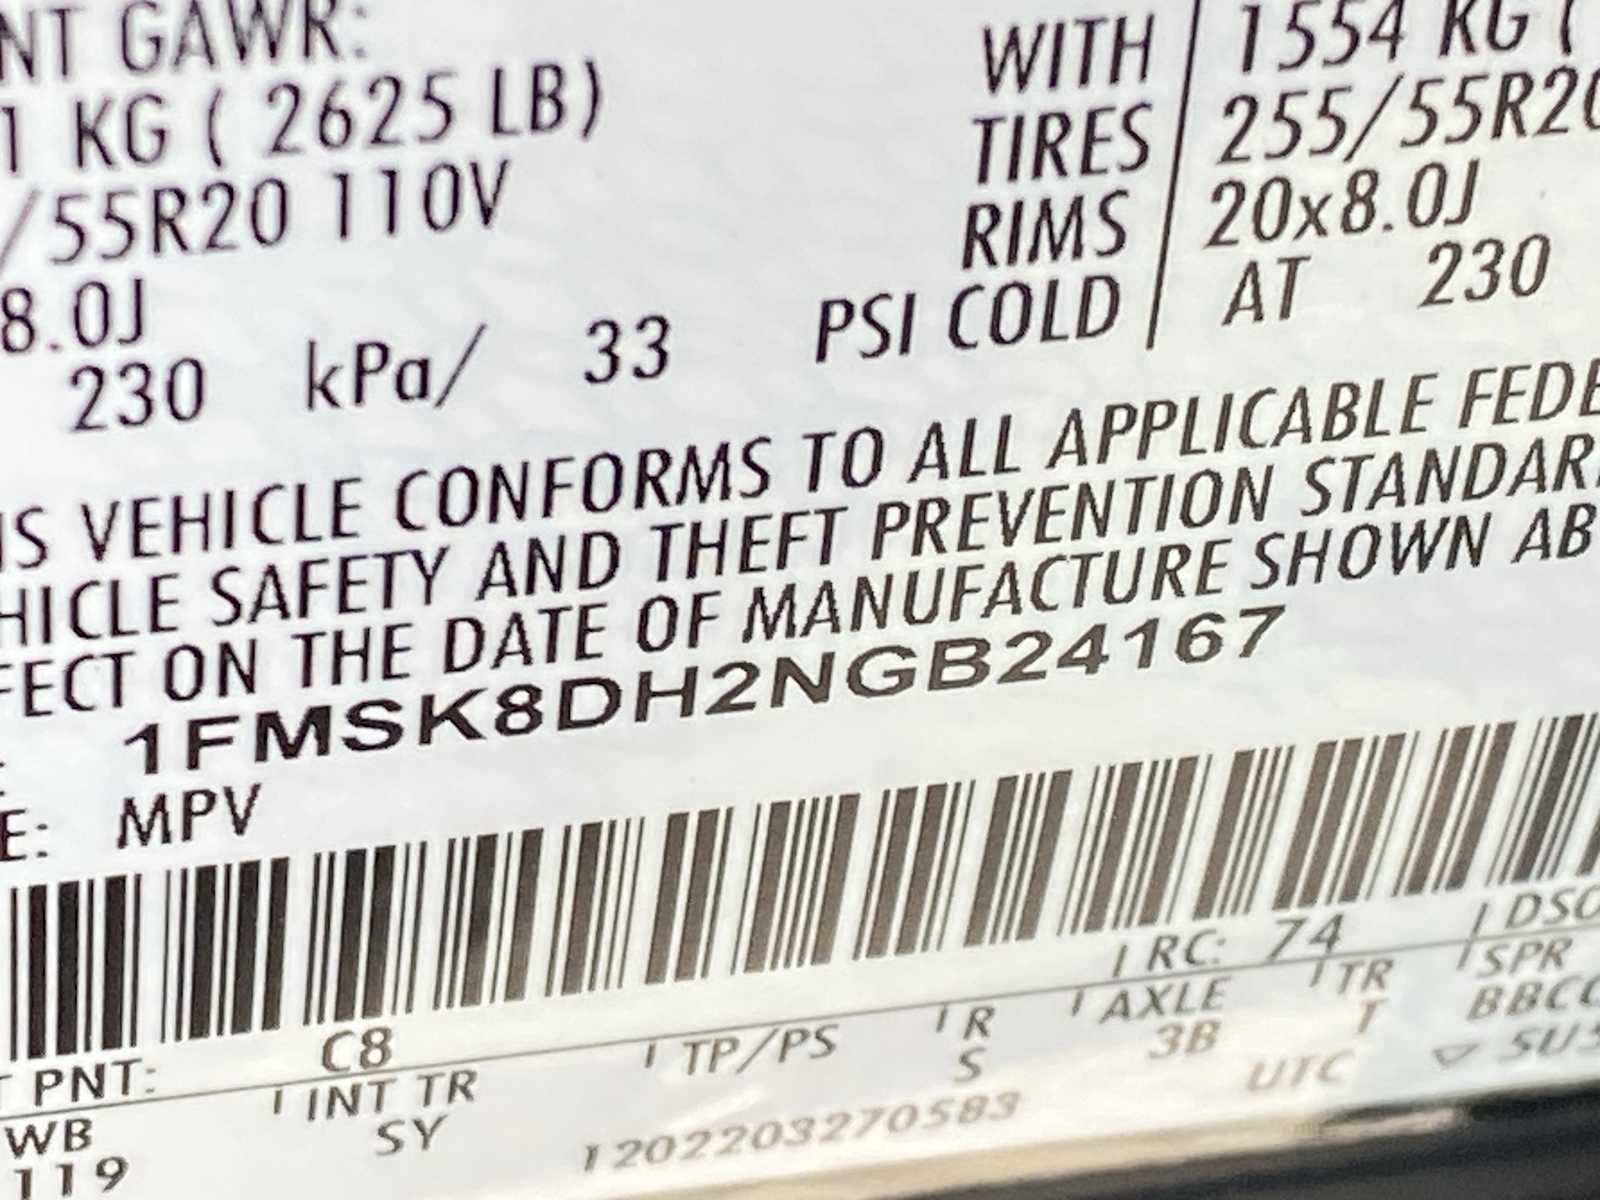 NT GAWR:
1 KG ( 2625 LB)
/55R20 110V
8.0J
230 kPa/ 33 PSI COLD
WITH
TIRES
RIMS
1554 KG (
255/55R20
20x8.0J
AT 230
IS VEHICLE CONFORMS TO ALL APPLICABLE FEDE
HICLE SAFETY AND THEFT PREVENTION STANDAR
FECT ON THE DATE OF MANUFACTURE SHOWN AB
1FMSK8DH2NGB24167
E: MPV
PNT: C8
RC: 74
DSO
WB
INT TR
TP/PS
R
AXLE
TR
SPR
119
SY
S
3B
T
BBCC
1202203270583
UTC
▽ SUS